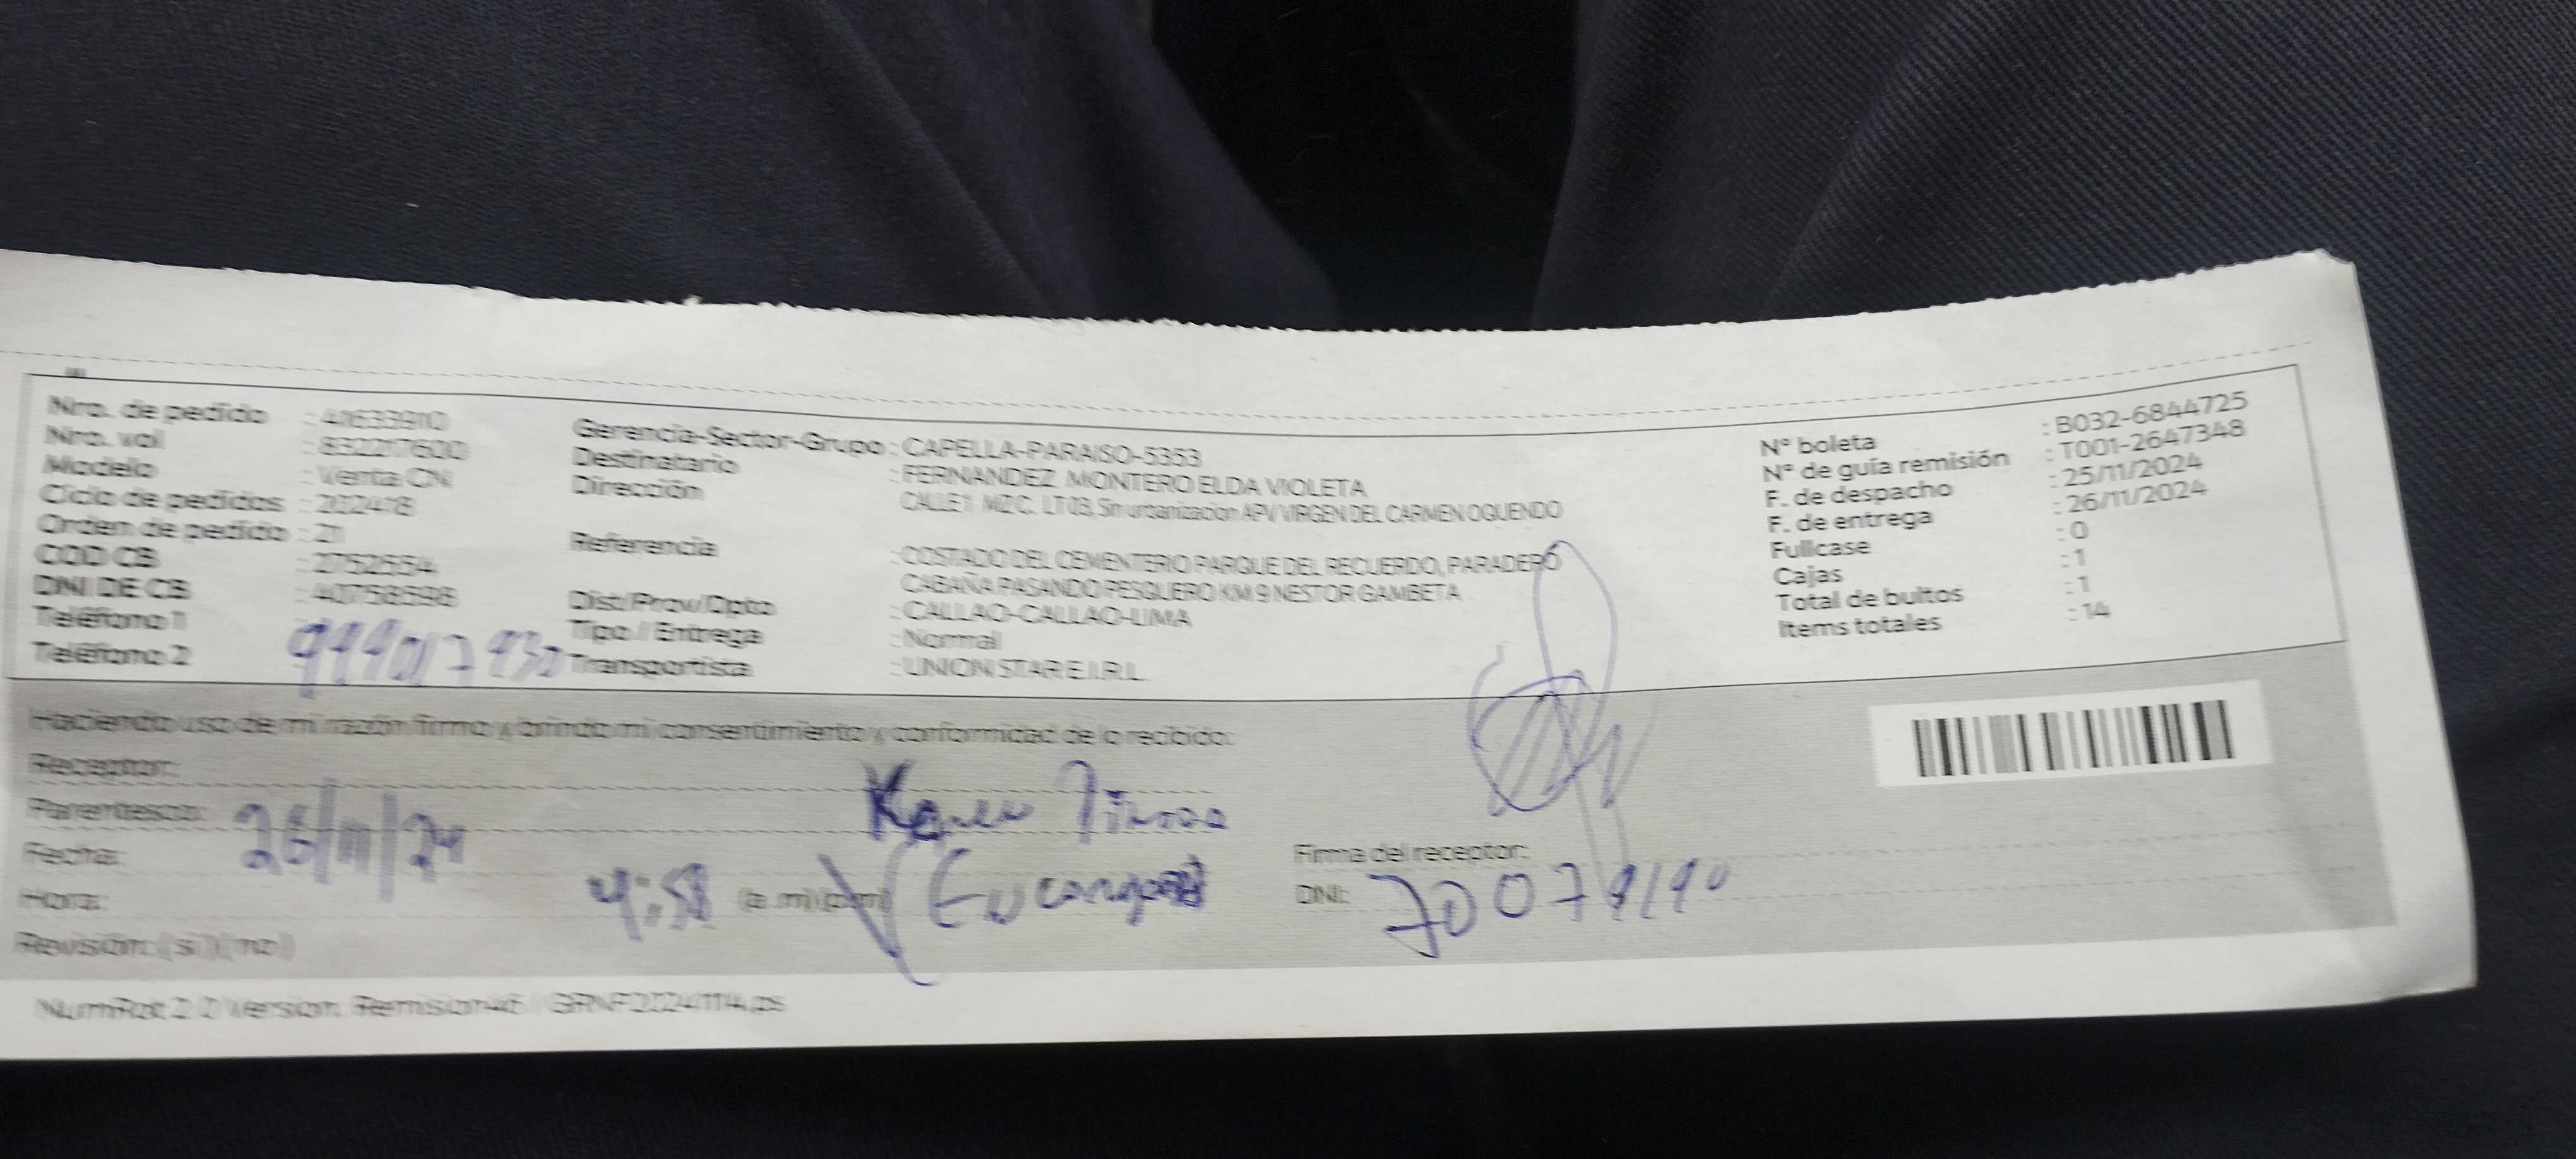 Nro. de pedido : 41633910
Nro. vol : 832217600
Modelo : Venta CN
Ciclo de pedidos : 202418
Orden de pedido : 21
COD CB : 2752554
DNI DE CB : 40758598
Teléfono 1
Teléfono 2
Gerencia-Sector-Grupo : CAPELLA-PARAISO-5353
Destinatario : FERNANDEZ MONTERO ELDA VIOLETA
Dirección CALLE 1 MZ C LT 03, Sin urbanizacion APV VIRGEN DEL CARMEN OQUENDO
Referencia : COSTADO DEL CEMENTERIO PARQUE DEL RECUERDO, PARADERO
CABAÑA PASANDO PESQUERO KM 9 NESTOR GAMBETA
Dist/Prov/Dpto : CALLAO-CALLAO-LIMA
Tipo / Entrega : Normal
Transportista : UNION STAR E.I.R.L.
N° boleta : B032-6844725
N° de guía remisión : T001-2647348
F. de despacho : 25/11/2024
F. de entrega : 26/11/2024
Fullcase : 0
Cajas : 1
Total de bultos : 1
Items totales : 14
Haciendo uso de mi razón firmo y brindo mi consentimiento y conformidad de lo recibido:
Receptor: Karen
Parentesco:
Fecha: 26/11/24
Hora: 4:58 (a.m) (p.m)
Revisión: ( si ) ( no )
Firma del receptor:
DNI: